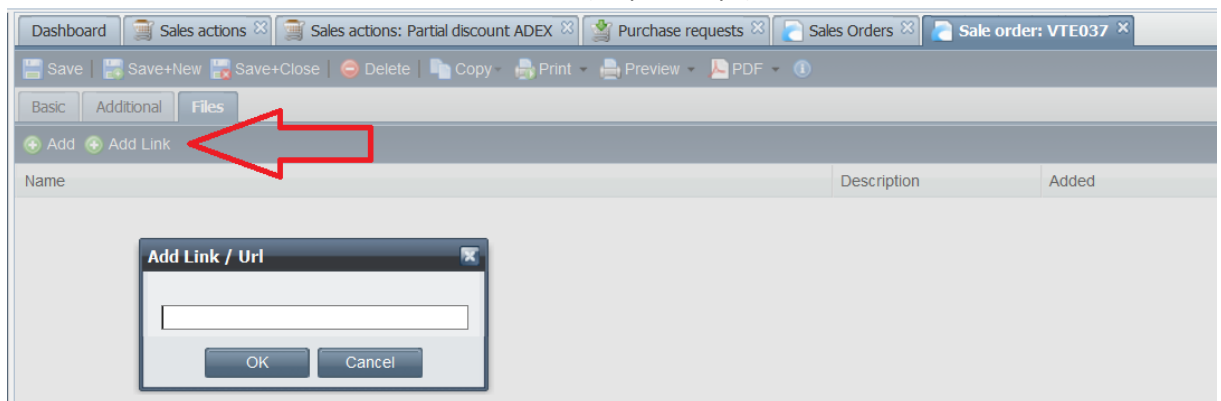 Dashboard Sales actions Sales actions: Partial discount ADEX Purchase requests Sales Orders Sale order: VTE037
Save Save+New Save+Close Delete Copy Print Preview PDF
Basic Additional Files
Add Add Link
Name Description Added
Add Link / Url
OK Cancel